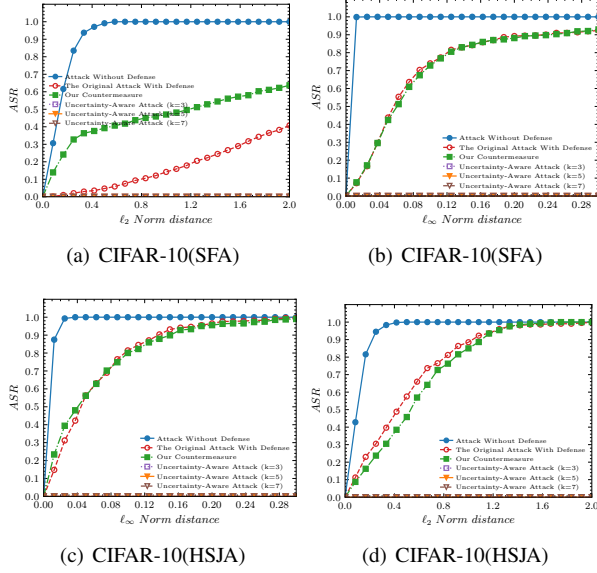 ASR
1.0
0.9
0.8
0.7
0.6
0.5
0.4
0.3
0.2
0.1
0.0
Attack Without Defense
The Original Attack With Defense
Our Countermeasure
Uncertainty-Aware Attack (k=3)
Uncertainty-Aware Attack (k=5)
Uncertainty-Aware Attack (k=7)
0.0 0.4 0.8 1.2 1.6 2.0
ℓ2 Norm distance
(a) CIFAR-10(SFA)
ASR
1.0
0.9
0.8
0.7
0.6
0.5
0.4
0.3
0.2
0.1
0.0
Attack Without Defense
The Original Attack With Defense
Our Countermeasure
Uncertainty-Aware Attack (k=3)
Uncertainty-Aware Attack (k=5)
Uncertainty-Aware Attack (k=7)
0.00 0.04 0.08 0.12 0.16 0.20 0.24 0.28
ℓ∞ Norm distance
(b) CIFAR-10(SFA)
ASR
1.0
0.9
0.8
0.7
0.6
0.5
0.4
0.3
0.2
0.1
0.0
Attack Without Defense
The Original Attack With Defense
Our Countermeasure
Uncertainty-Aware Attack (k=3)
Uncertainty-Aware Attack (k=5)
Uncertainty-Aware Attack (k=7)
0.00 0.04 0.08 0.12 0.16 0.20 0.24 0.28
ℓ∞ Norm distance
(c) CIFAR-10(HSJA)
ASR
1.0
0.9
0.8
0.7
0.6
0.5
0.4
0.3
0.2
0.1
0.0
Attack Without Defense
The Original Attack With Defense
Our Countermeasure
Uncertainty-Aware Attack (k=3)
Uncertainty-Aware Attack (k=5)
Uncertainty-Aware Attack (k=7)
0.0 0.4 0.8 1.2 1.6 2.0
ℓ2 Norm distance
(d) CIFAR-10(HSJA)